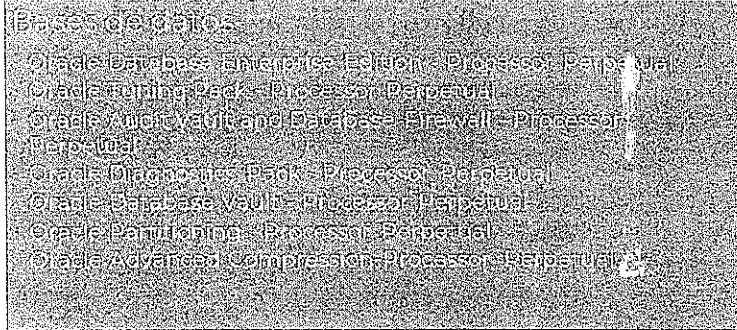 Bases de datos
Oracle Database Enterprise Edition - Processor Perpetual
Oracle Tuning Pack - Processor Perpetual
Oracle Audit Vault and Database Firewall - Processor
Perpetual
Oracle Diagnostics Pack - Processor Perpetual
Oracle Database Vault - Processor Perpetual
Oracle Partitioning - Processor Perpetual
Oracle Advanced Compression - Processor Perpetual